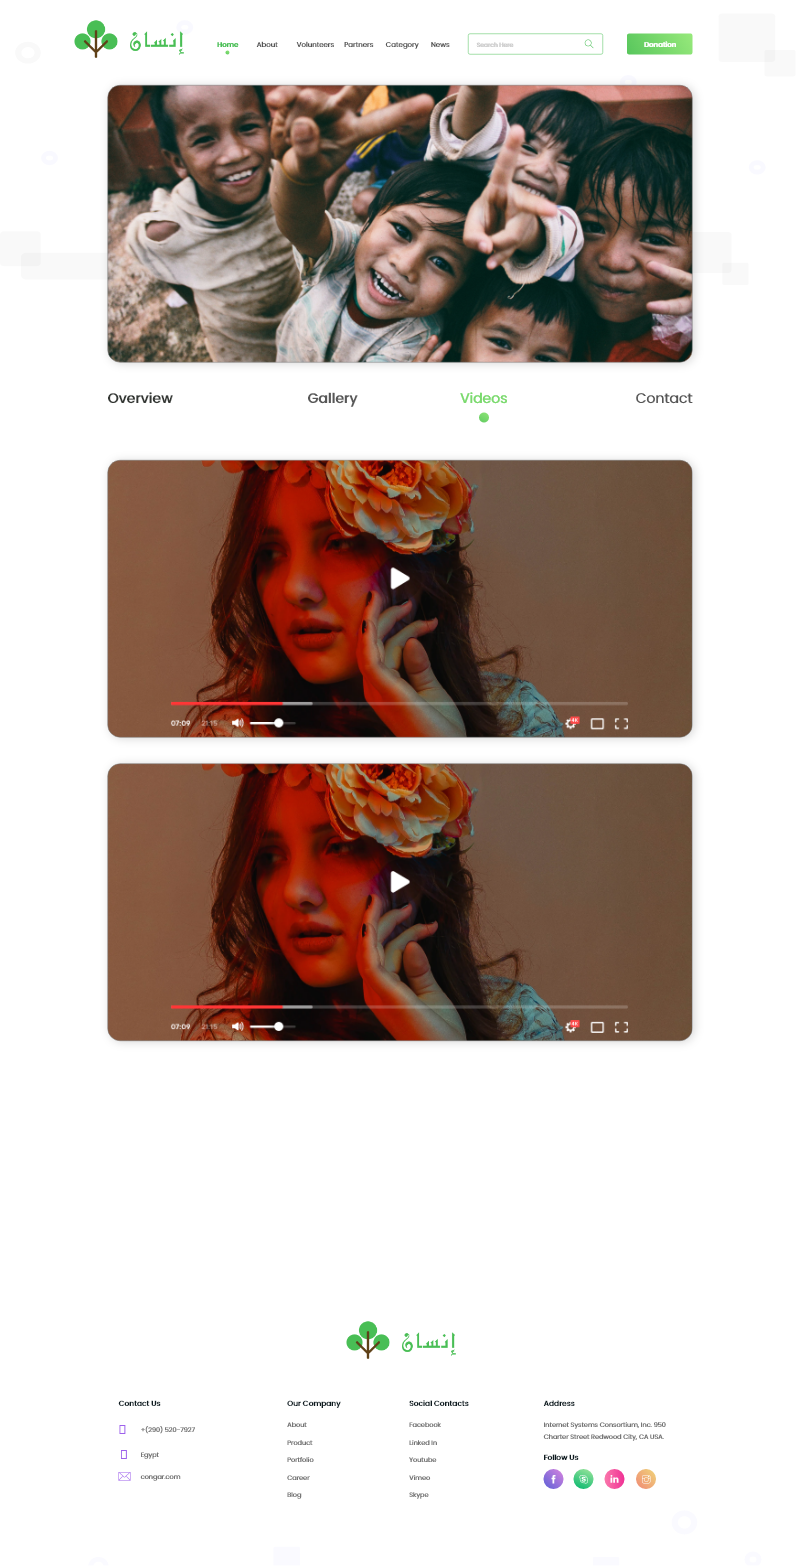 إنسان
Home About Volunteers Partners Category News Search Here Donation
Overview Gallery Videos Contact
07:09 21:15
07:09 21:15
إنسان
Contact Us
+(290) 520-7927
Egypt
congar.com
Our Company
About
Product
Portfolio
Career
Blog
Social Contacts
Facebook
Linked In
Youtube
Vimeo
Skype
Address
Internet Systems Consortium, Inc. 950
Charter Street Redwood City, CA USA.
Follow Us